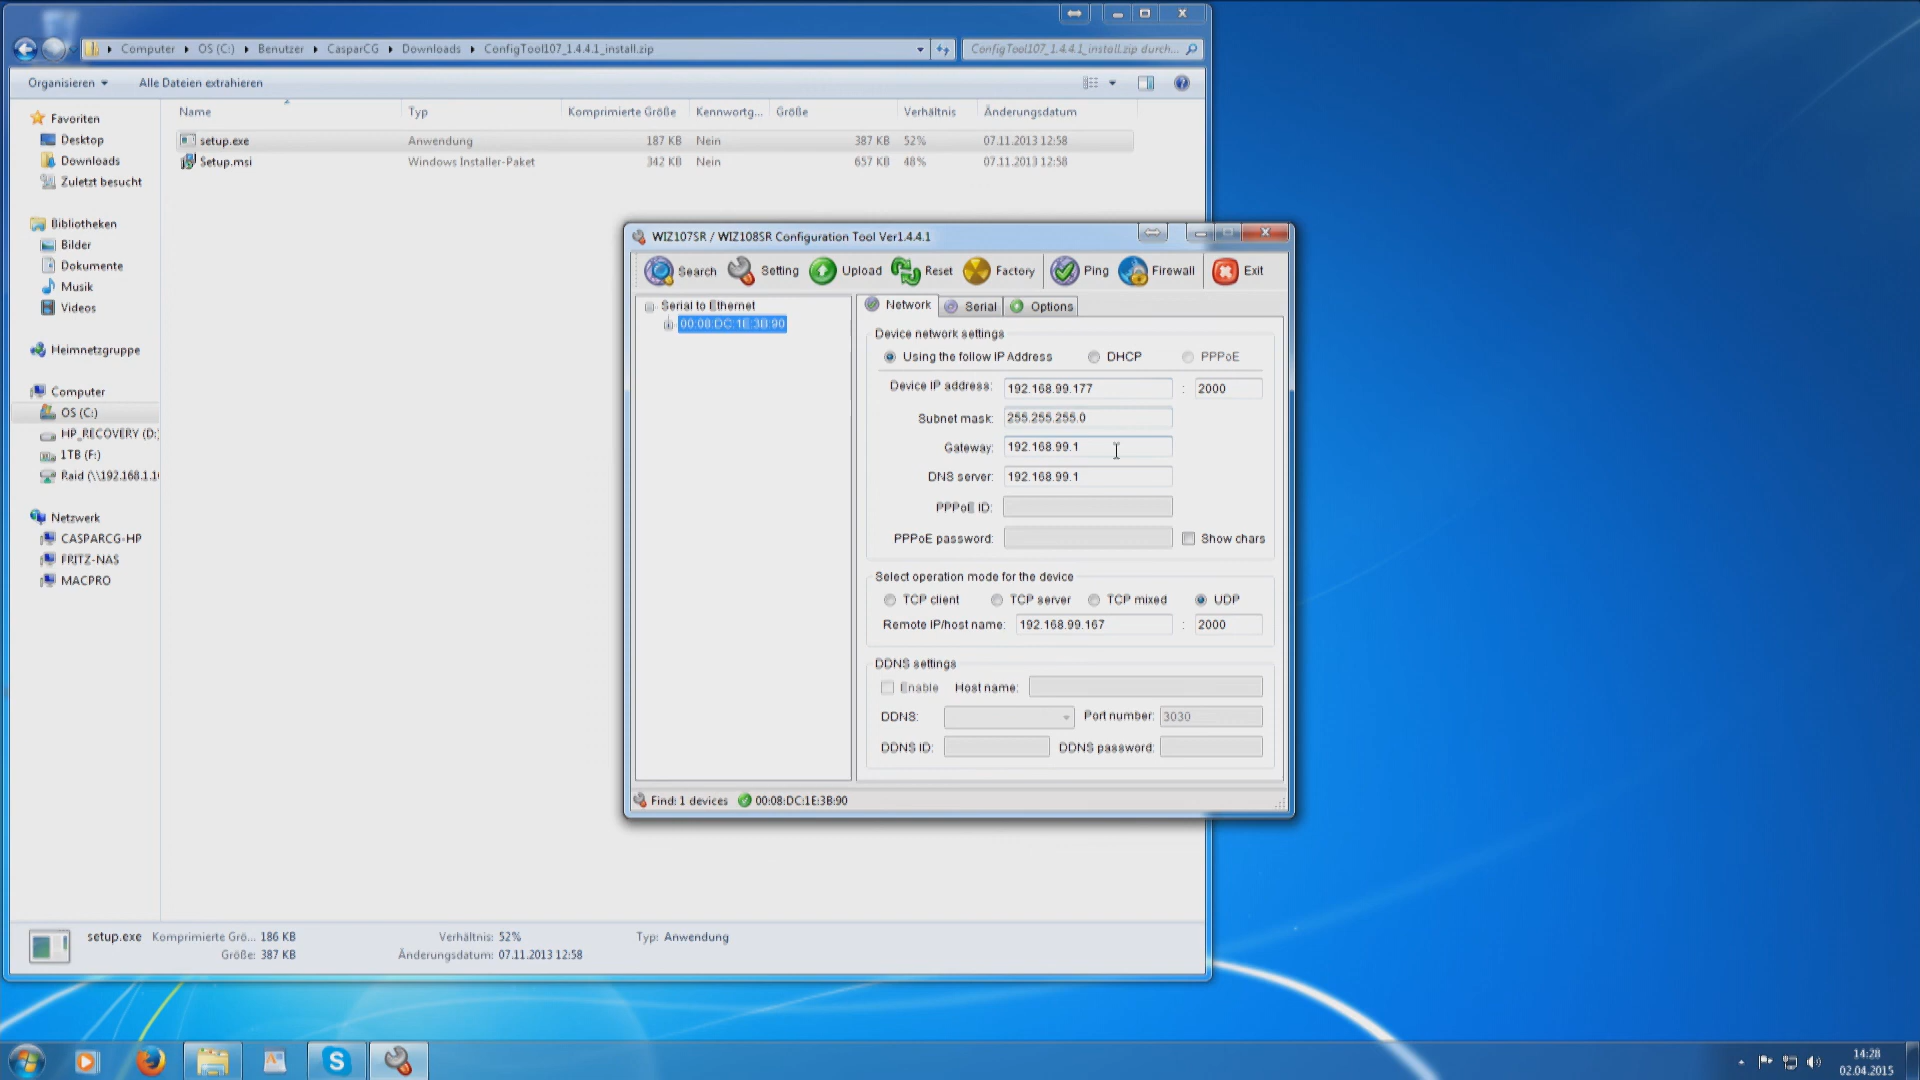 Computer ▸ OS (C:) ▸ Benutzer ▸ CasparCG ▸ Downloads ▸ ConfigTool107_1.4.4.1_install.zip
ConfigTool107_1.4.4.1_install.zip durch...
Organisieren
Alle Dateien extrahieren
Name Typ Komprimierte Größe Kennwortg... Größe Verhältnis Änderungsdatum
setup.exe Anwendung 187 KB Nein 387 KB 52% 07.11.2013 12:58
Setup.msi Windows Installer-Paket 342 KB Nein 657 KB 48% 07.11.2013 12:58
Favoriten
Desktop
Downloads
Zuletzt besucht
Bibliotheken
Bilder
Dokumente
Musik
Videos
Heimnetzgruppe
Computer
OS (C:)
HP_RECOVERY (D:)
1TB (F:)
Raid (\\192.168.1.10
Netzwerk
CASPARCG-HP
FRITZ-NAS
MACPRO
WIZ107SR / WIZ108SR Configuration Tool Ver1.4.4.1
Search Setting Upload Reset Factory Ping Firewall Exit
Serial to Ethernet
00:08:DC:1E:3B:90
Network Serial Options
Device network settings
Using the follow IP Address DHCP PPPoE
Device IP address: 192.168.99.177 : 2000
Subnet mask: 255.255.255.0
Gateway: 192.168.99.1
DNS server: 192.168.99.1
PPPoE ID:
PPPoE password: Show chars
Select operation mode for the device
TCP client TCP server TCP mixed UDP
Remote IP/host name: 192.168.99.167 : 2000
DDNS settings
Enable Host name:
DDNS: Port number: 3030
DDNS ID: DDNS password:
Find: 1 devices 00:08:DC:1E:3B:90
setup.exe Komprimierte Grö... 186 KB Verhältnis: 52% Typ: Anwendung
Größe: 387 KB Änderungsdatum: 07.11.2013 12:58
14:28
02.04.2015